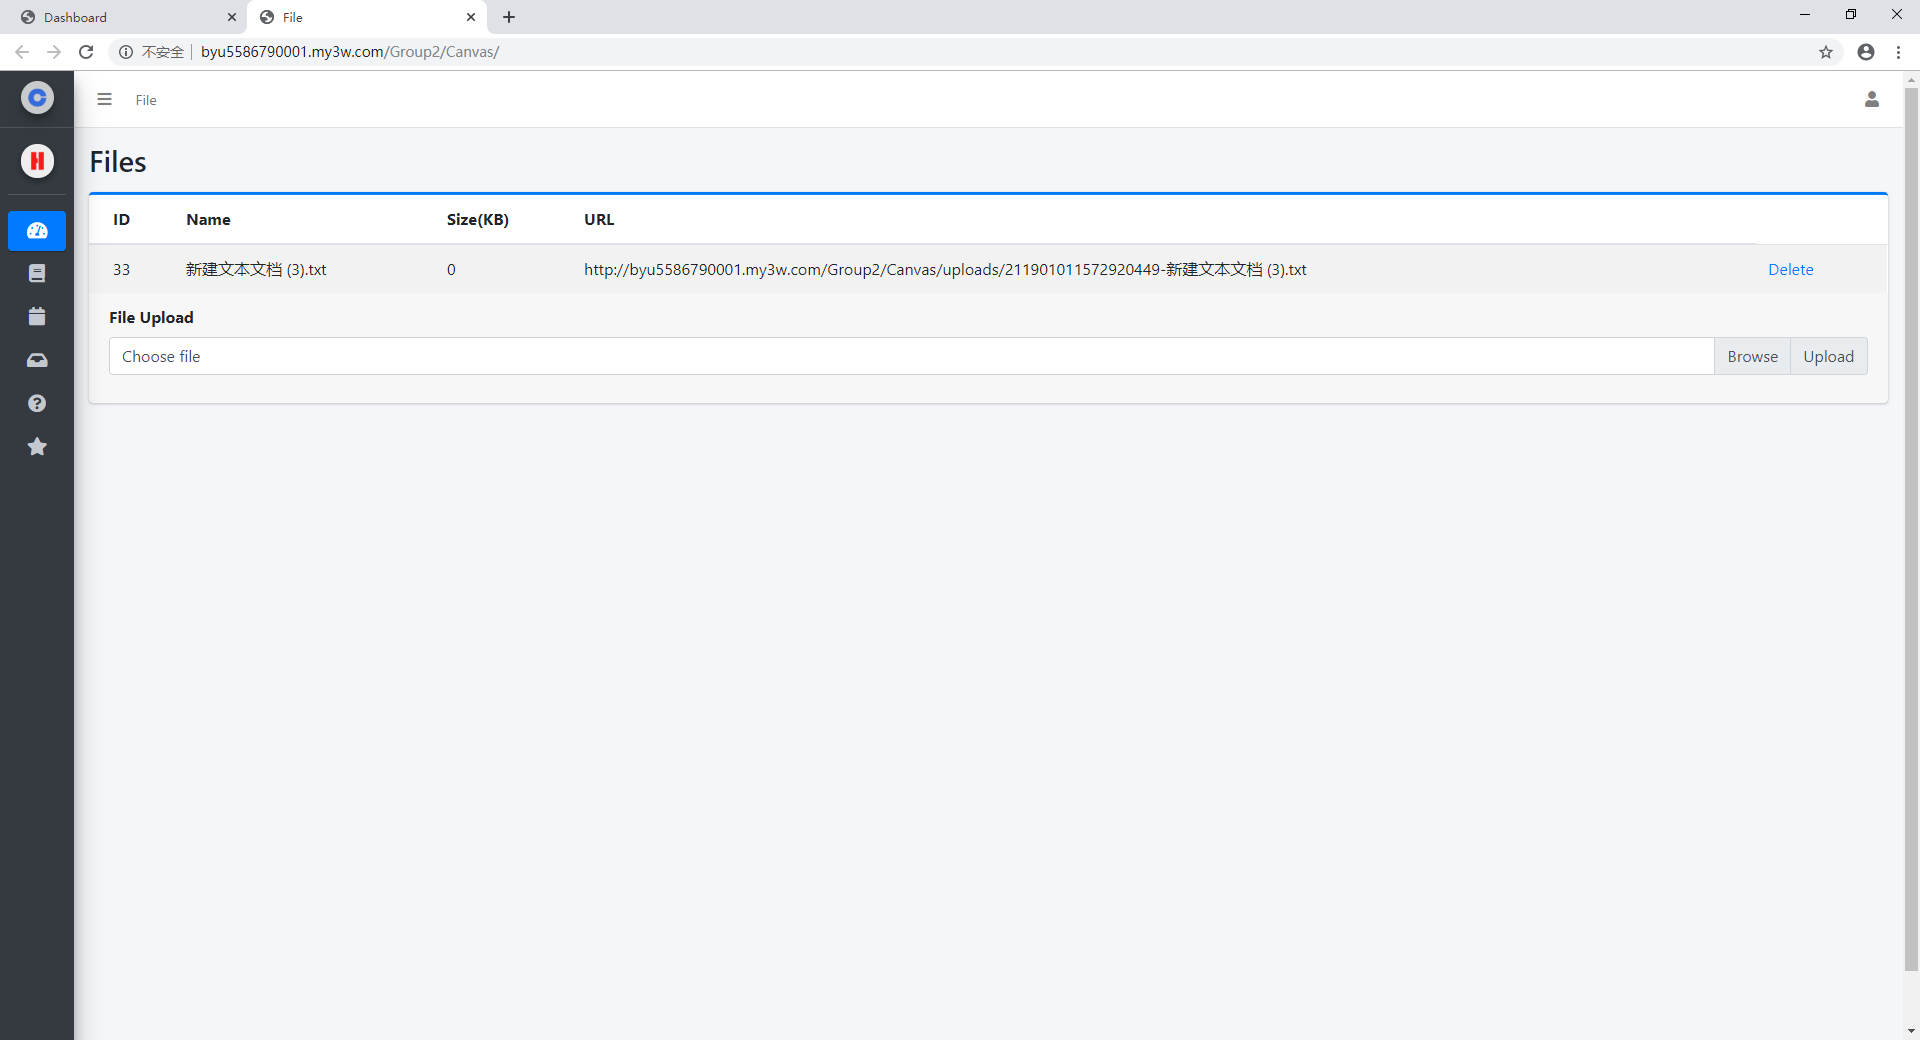 Dashboard
File
不安全
byu5586790001.my3w.com/Group2/Canvas/
File
Files
ID Name Size(KB) URL
33 新建文本文档 (3).txt 0 http://byu5586790001.my3w.com/Group2/Canvas/uploads/211901011572920449-新建文本文档 (3).txt Delete
File Upload
Choose file Browse Upload